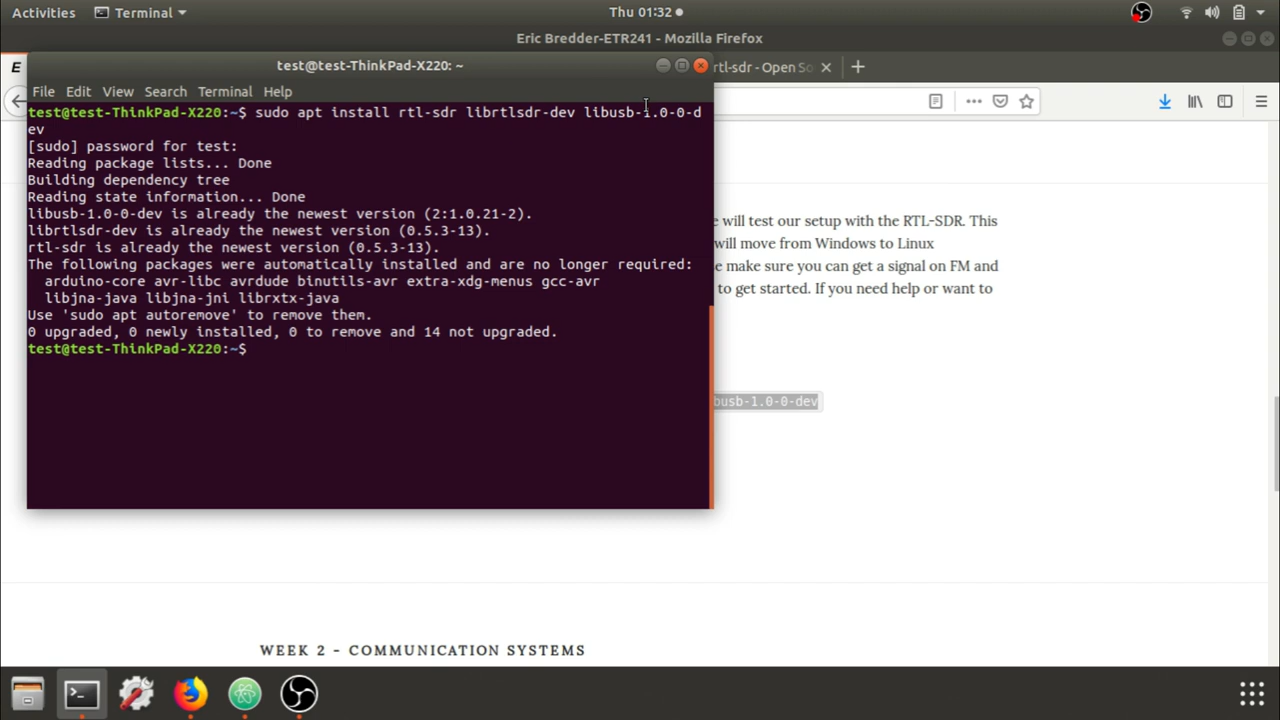 Activities
Terminal
Thu 01:32
Eric Bredder-ETR241 - Mozilla Firefox
E
test@test-ThinkPad-X220: ~
rtl-sdr - Open So
File Edit View Search Terminal Help
test@test-ThinkPad-X220:~$ sudo apt install rtl-sdr librtlsdr-dev libusb-1.0-0-d
ev
[sudo] password for test:
Reading package lists... Done
Building dependency tree
Reading state information... Done
libusb-1.0-0-dev is already the newest version (2:1.0.21-2).
librtlsdr-dev is already the newest version (0.5.3-13).
rtl-sdr is already the newest version (0.5.3-13).
The following packages were automatically installed and are no longer required:
arduino-core avr-libc avrdude binutils-avr extra-xdg-menus gcc-avr
libjna-java libjna-jni librxtx-java
Use 'sudo apt autoremove' to remove them.
0 upgraded, 0 newly installed, 0 to remove and 14 not upgraded.
test@test-ThinkPad-X220:~$
e will test our setup with the RTL-SDR. This
will move from Windows to Linux
e make sure you can get a signal on FM and
to get started. If you need help or want to
busb-1.0-0-dev
WEEK 2 - COMMUNICATION SYSTEMS